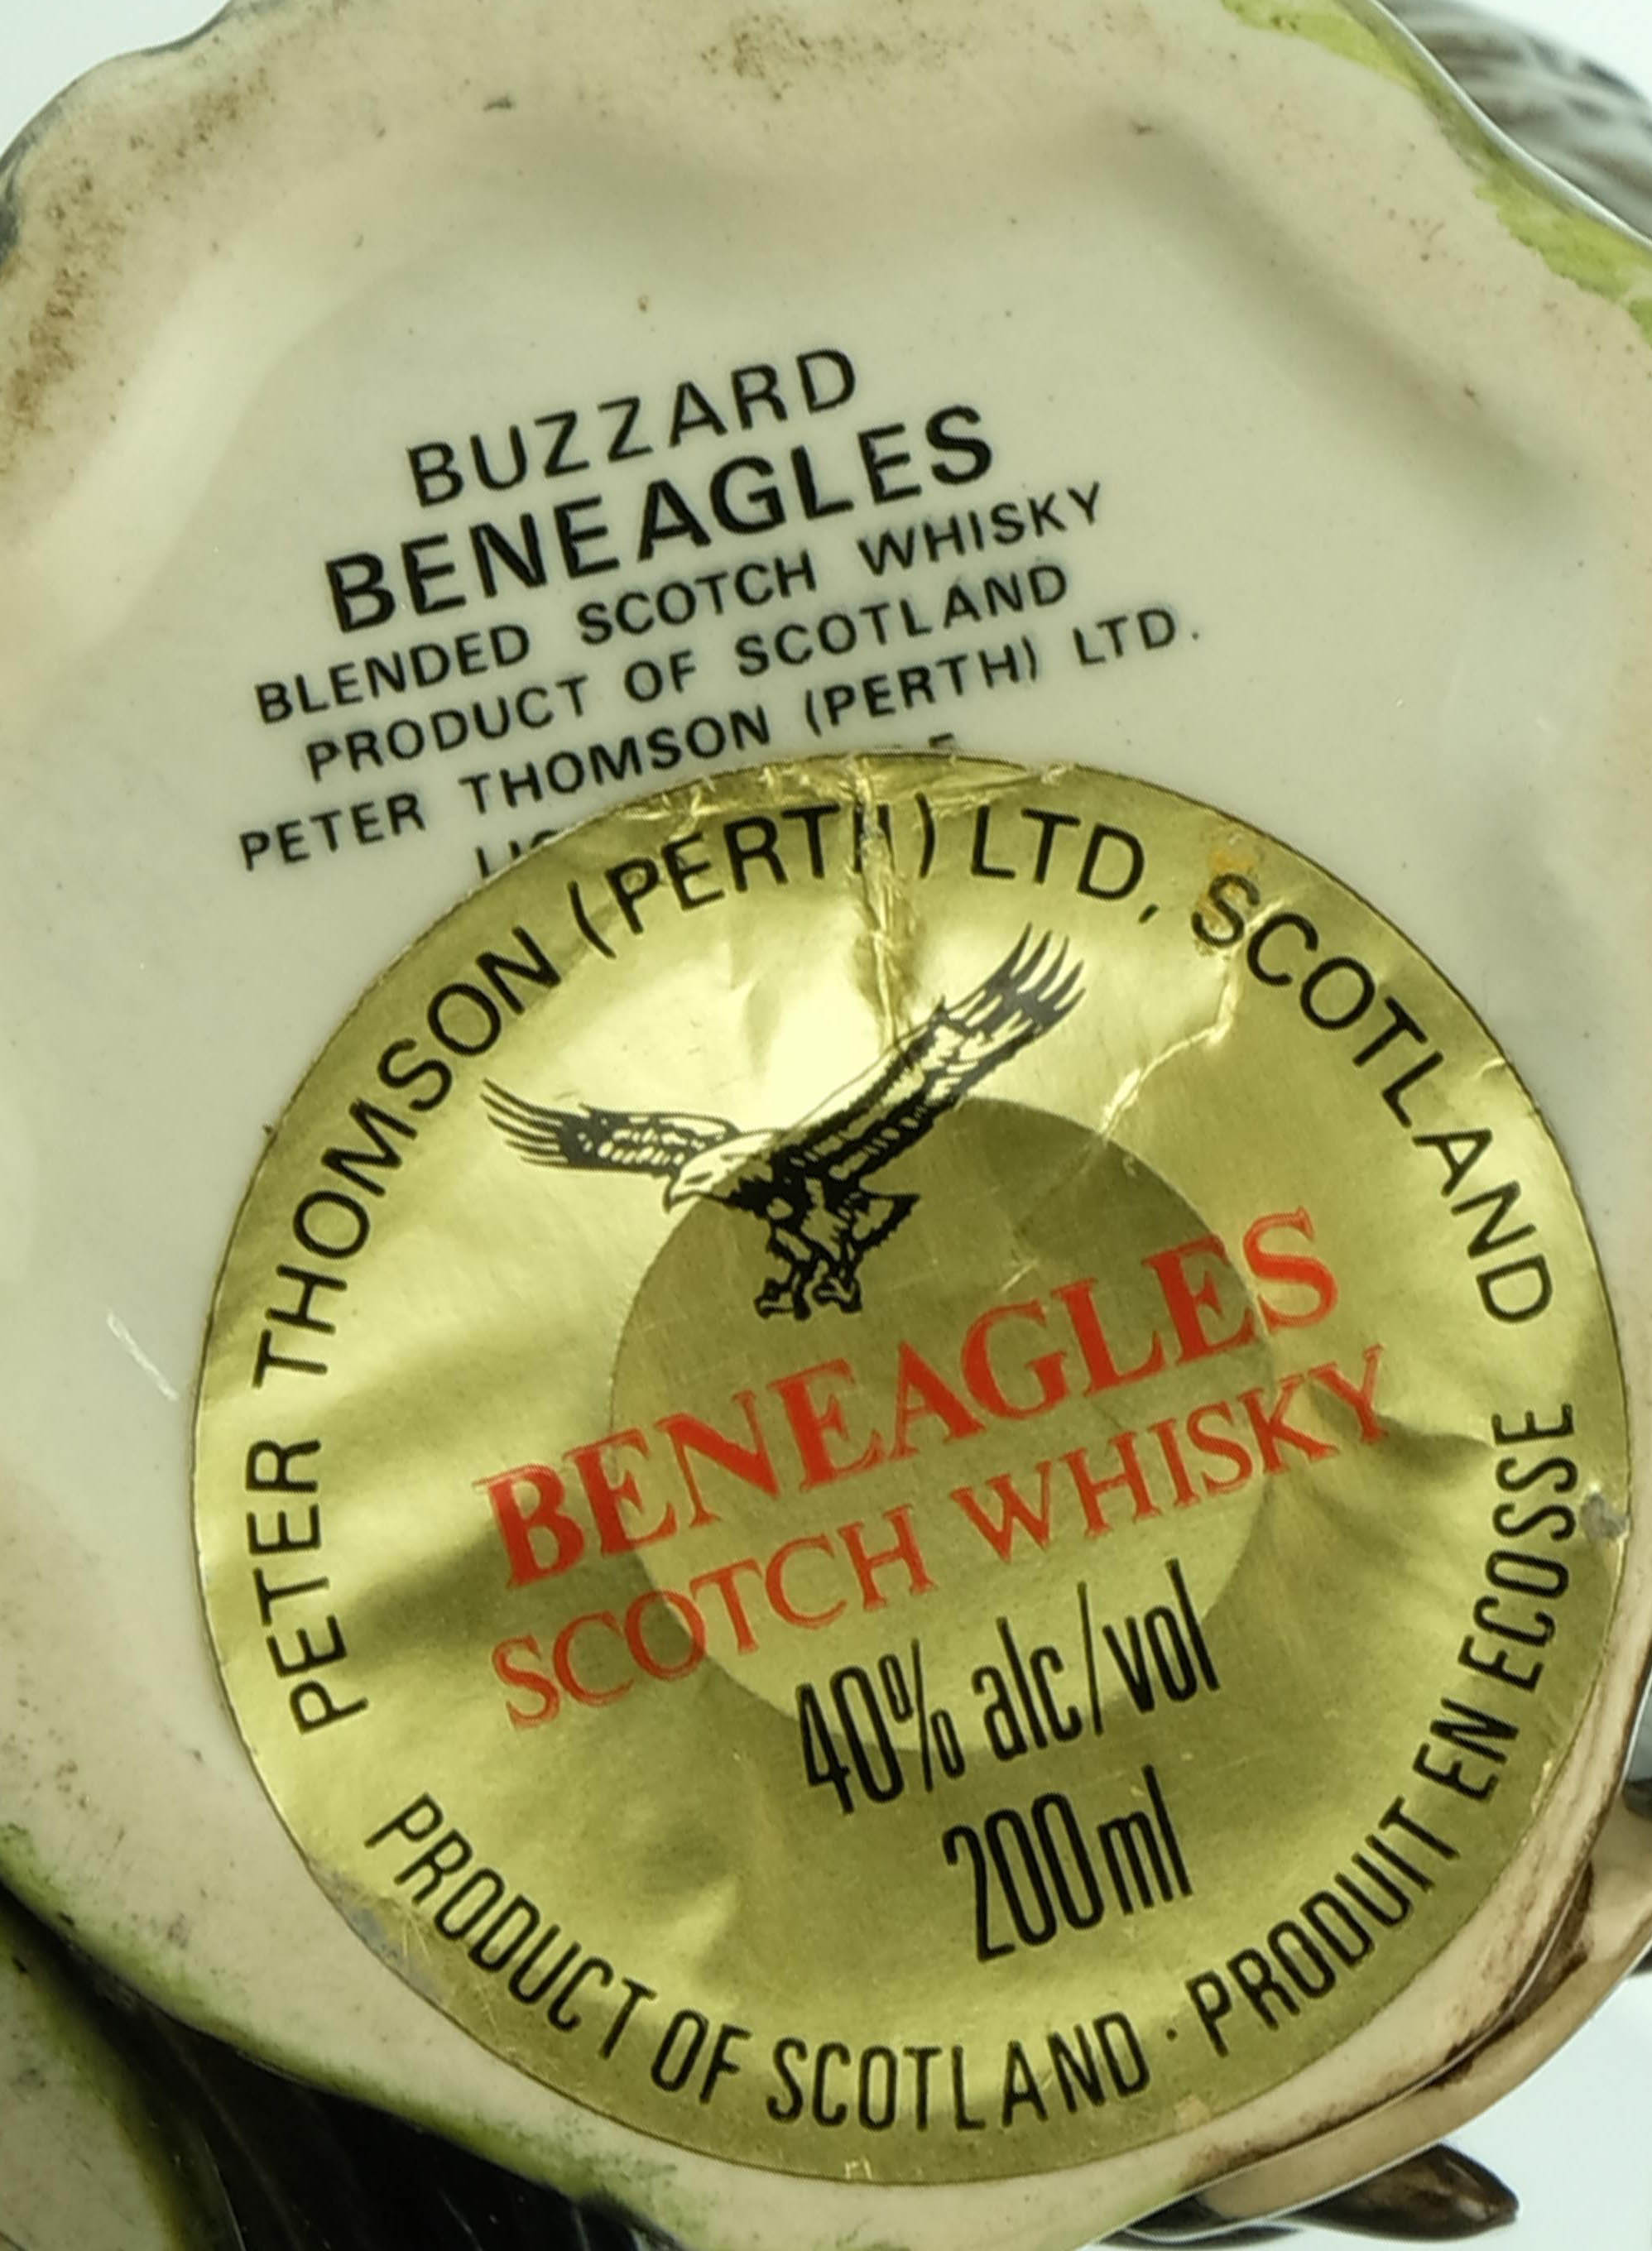 BUZZARD
BENEAGLES
BLENDED SCOTCH WHISKY
PRODUCT OF SCOTLAND
PETER THOMSON (PERTH) LTD.
PETER THOMSON (PERTH) LTD, SCOTLAND
BENEAGLES
SCOTCH WHISKY
40% alc/vol
200ml
PRODUCT OF SCOTLAND · PRODUIT EN ECOSSE